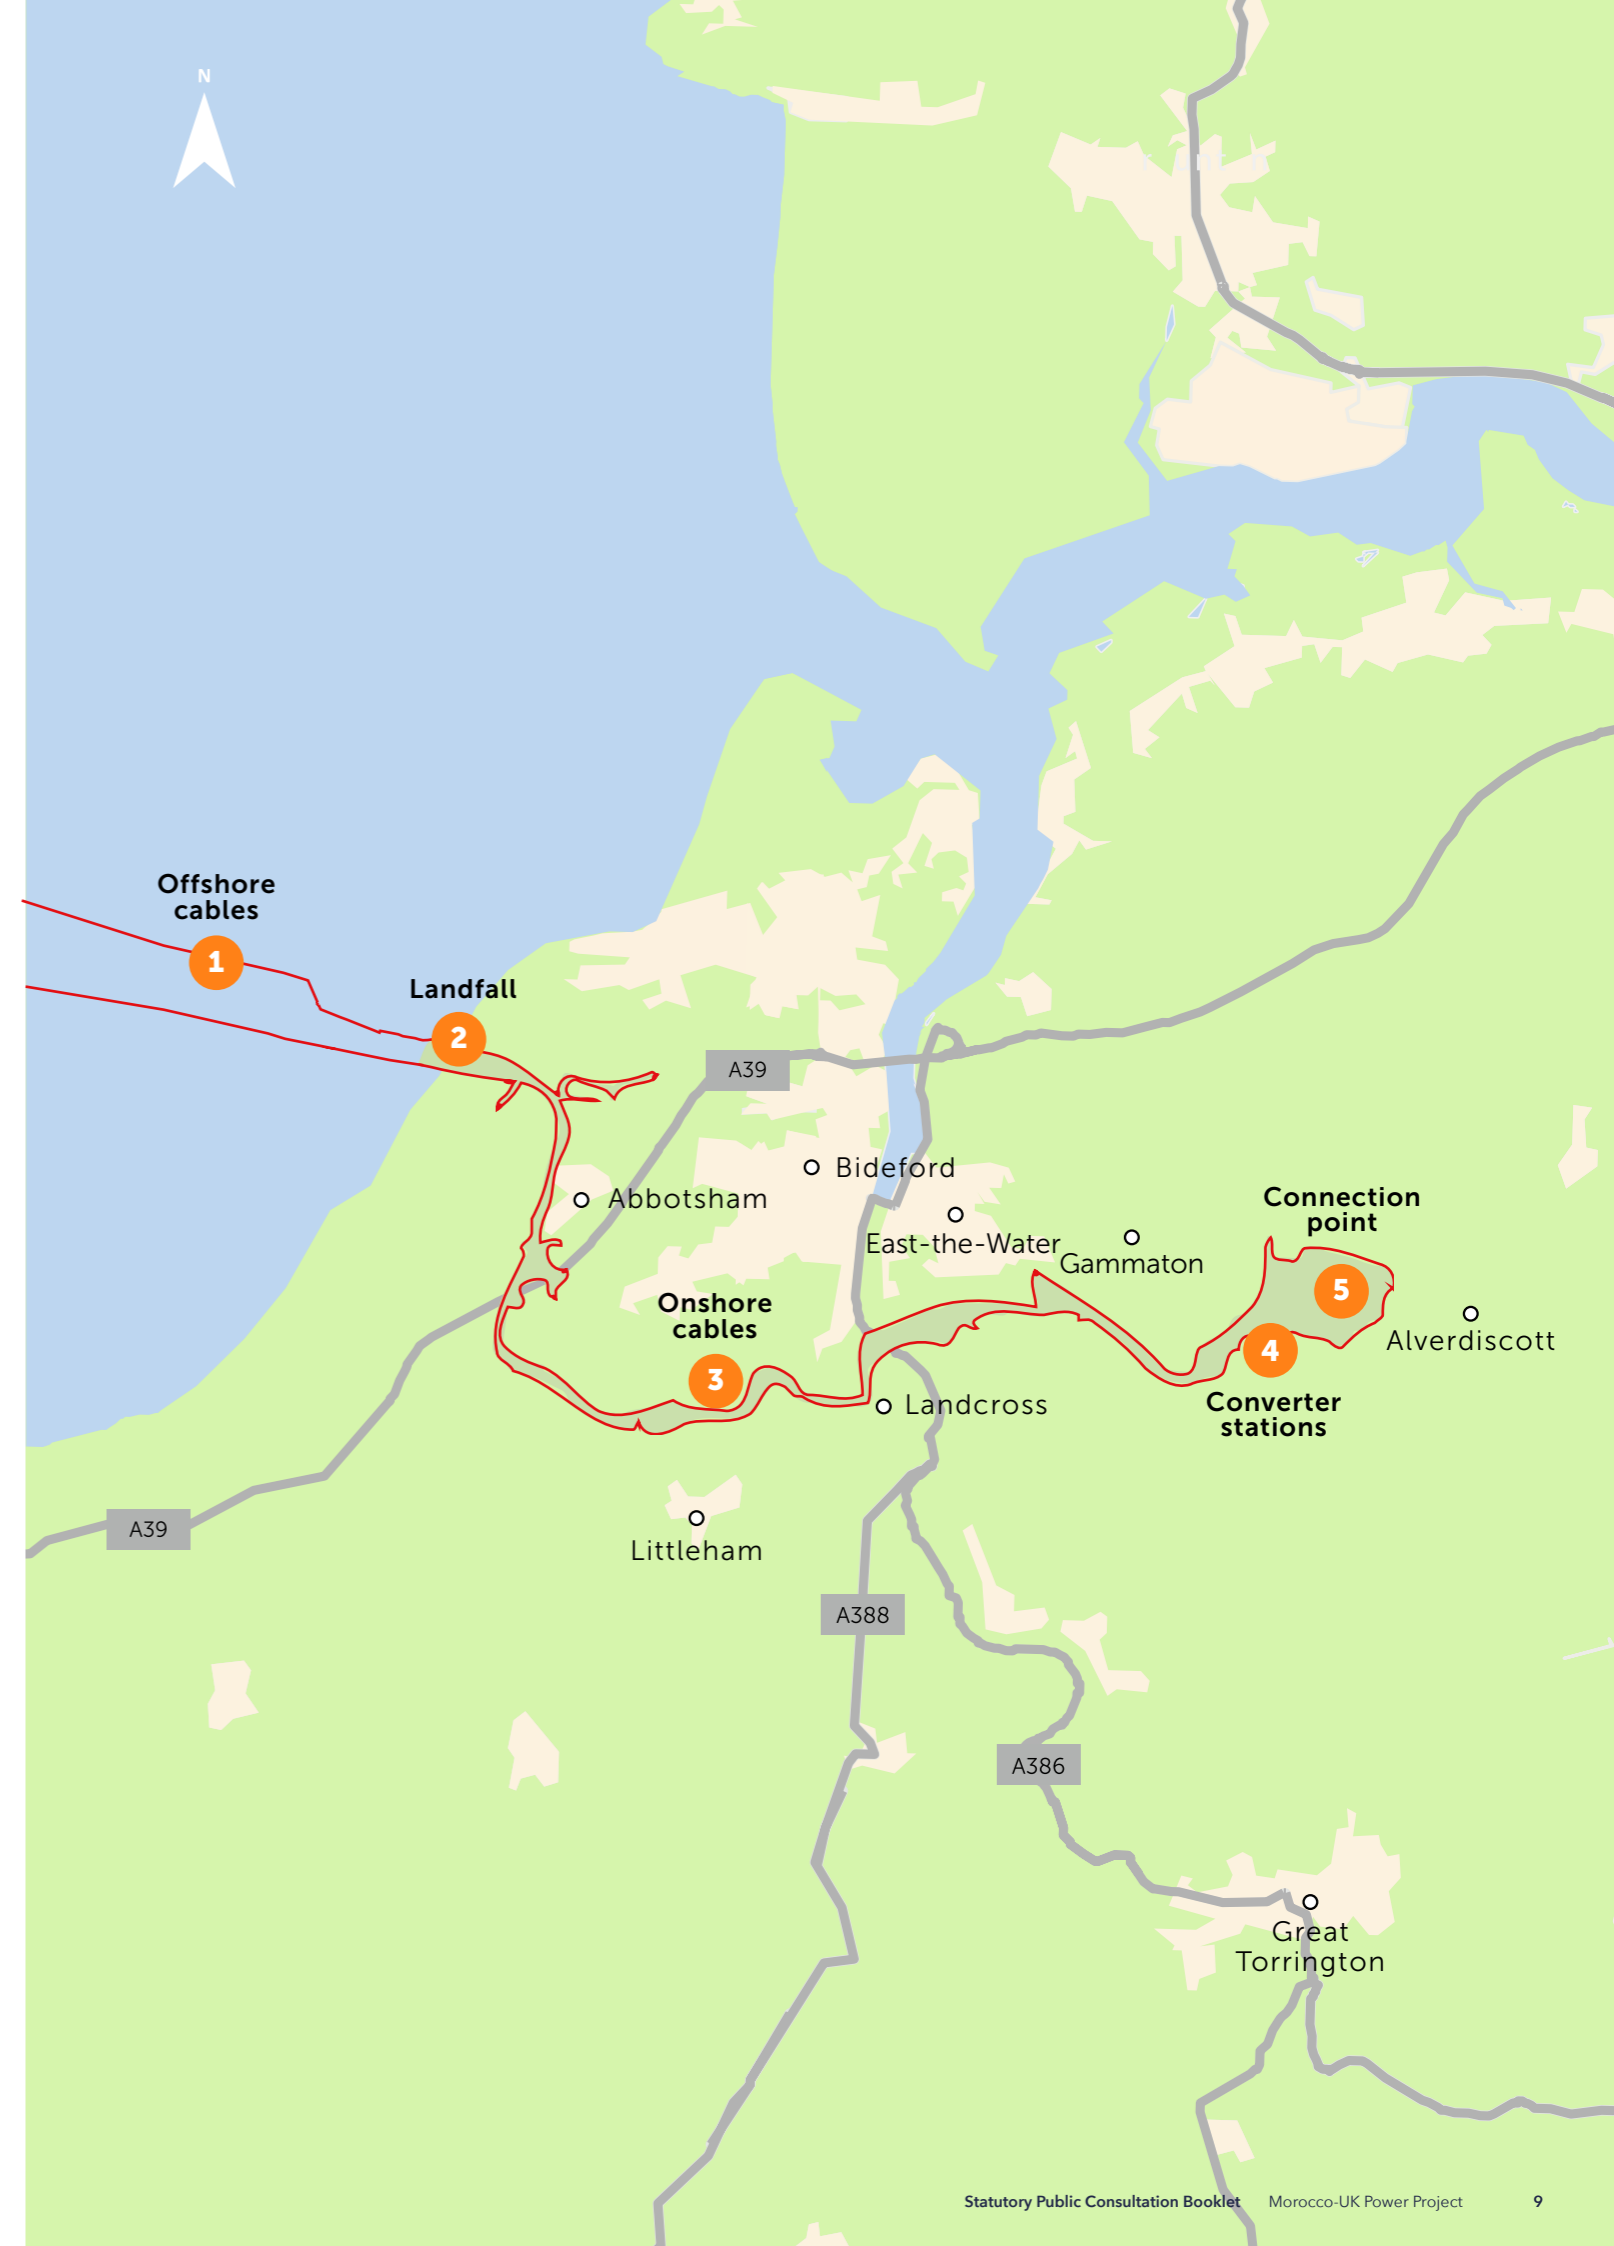 N
Offshore
cables
1
Landfall
2
A39
Bideford
Abbotsham
East-the-Water
Gammaton
Connection
point
5
Onshore
cables
3
4
Alverdiscott
Landcross
Converter
stations
A39
Littleham
A388
A386
Great
Torrington
Statutory Public Consultation Booklet Morocco-UK Power Project 9